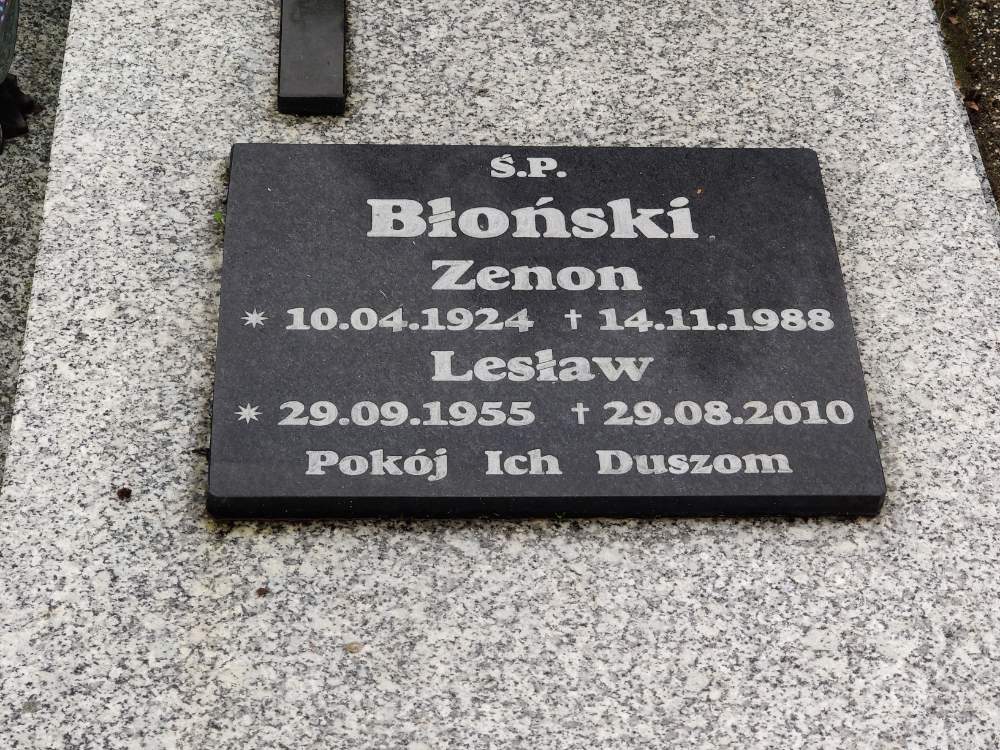 Ś.P.
Błoński
Zenon
* 10.04.1924 † 14.11.1988
Lesław
* 29.09.1955 † 29.08.2010
Pokój Ich Duszom